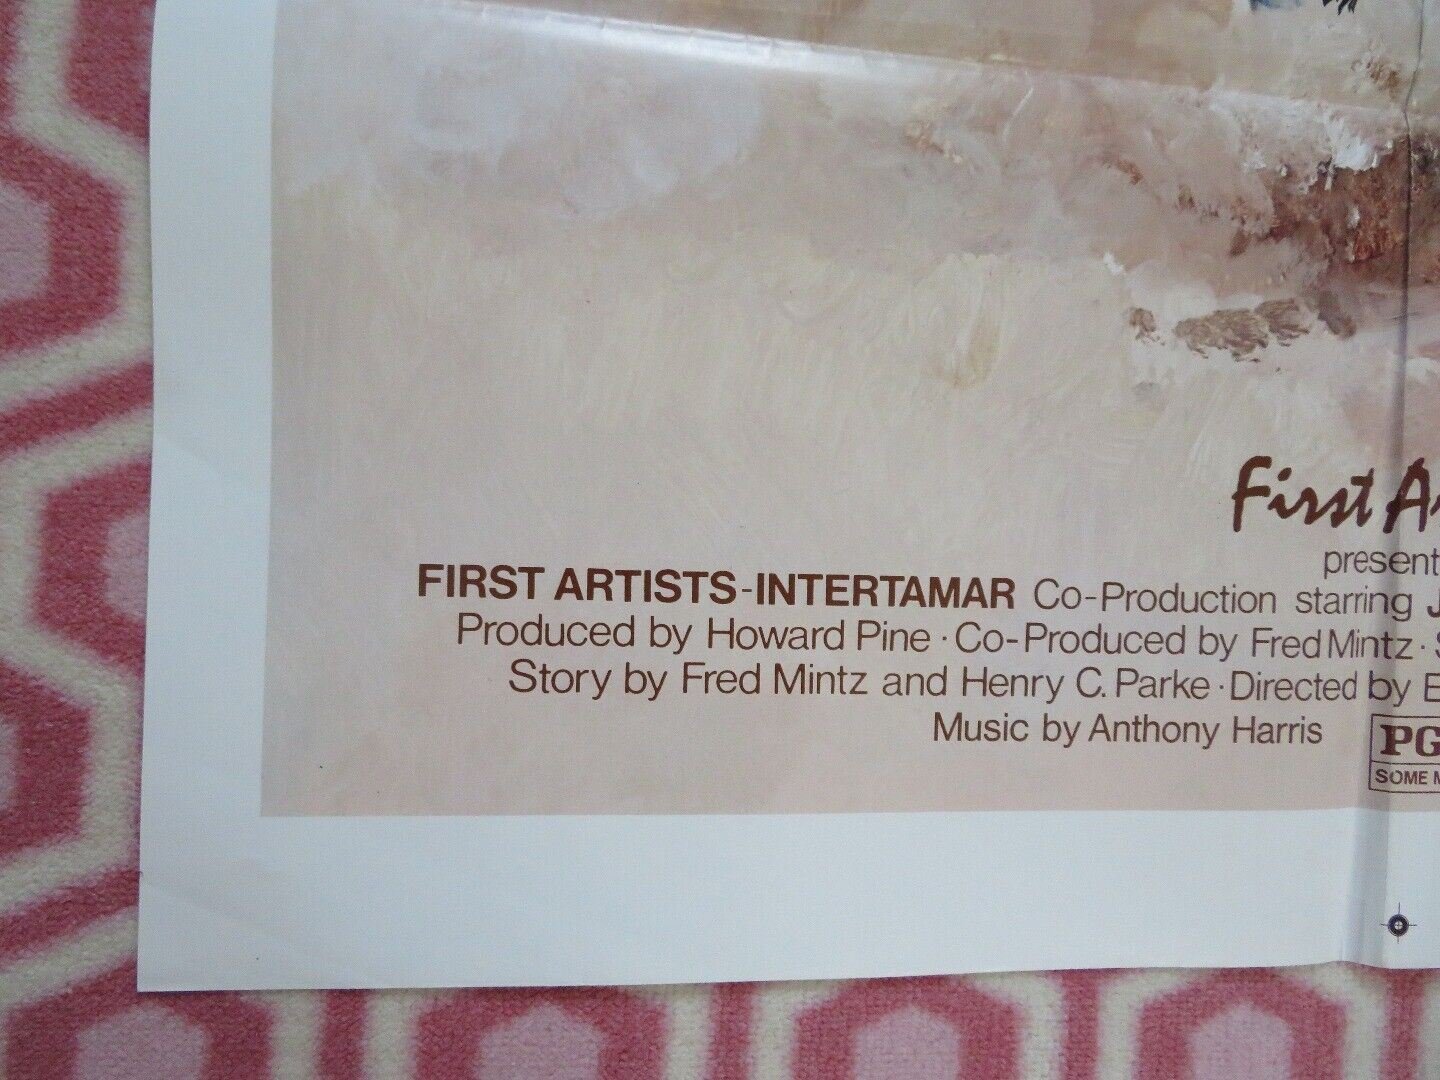 First
present
FIRST ARTISTS-INTERTAMAR Co-Production starring J
Produced by Howard Pine · Co-Produced by Fred Mintz · S
Story by Fred Mintz and Henry C. Parke · Directed by E
Music by Anthony Harris
PG
SOME M